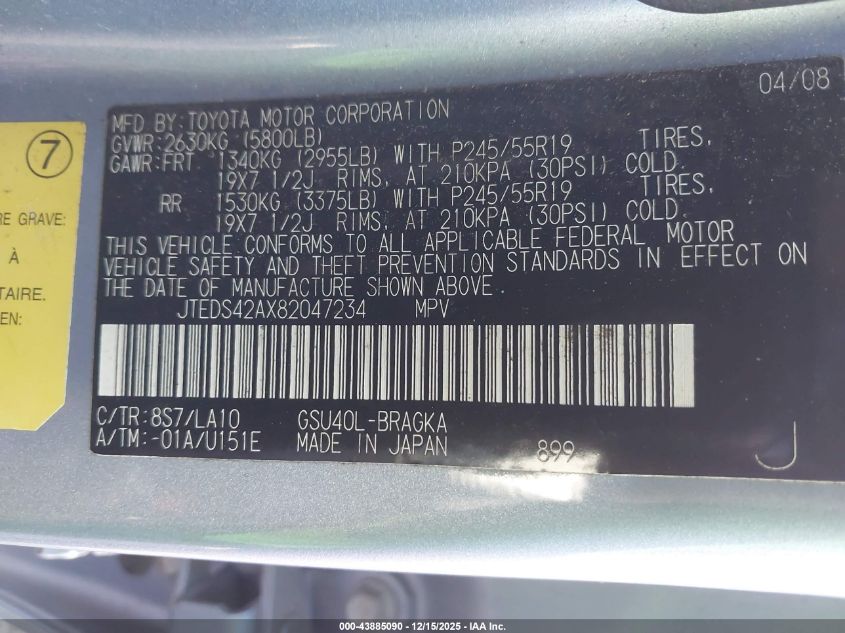 04/08
MFD BY: TOYOTA MOTOR CORPORATION
GVWR: 2630KG (5800LB)
GAWR: FRT 1340KG (2955LB) WITH P245/55R19 TIRES,
19X7 1/2J RIMS, AT 210KPA (30PSI) COLD.
RR 1530KG (3375LB) WITH P245/55R19 TIRES,
19X7 1/2J RIMS, AT 210KPA (30PSI) COLD.
THIS VEHICLE CONFORMS TO ALL APPLICABLE FEDERAL MOTOR
VEHICLE SAFETY AND THEFT PREVENTION STANDARDS IN EFFECT ON
THE DATE OF MANUFACTURE SHOWN ABOVE.
JTEDS42AX82047234 MPV
C/TR: 8S7/LA10 GSU40L-BRAGKA
A/TM: -01A/U151E MADE IN JAPAN 899 J
7
GRAVE:
À
EN:
000-43885090 - 12/15/2025 - IAA Inc.